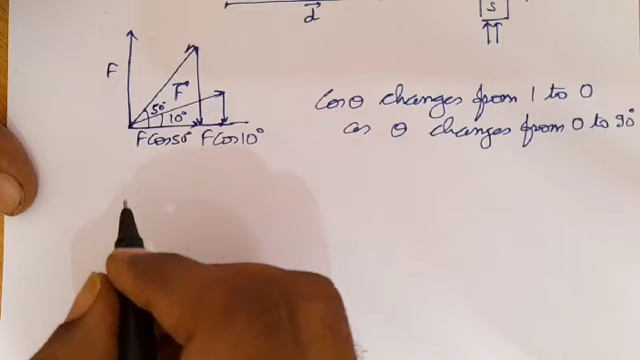 d
S
F
F
50°
10°
Fcos50° Fcos10°
Cosθ changes from 1 to 0
as θ changes from 0 to 90°